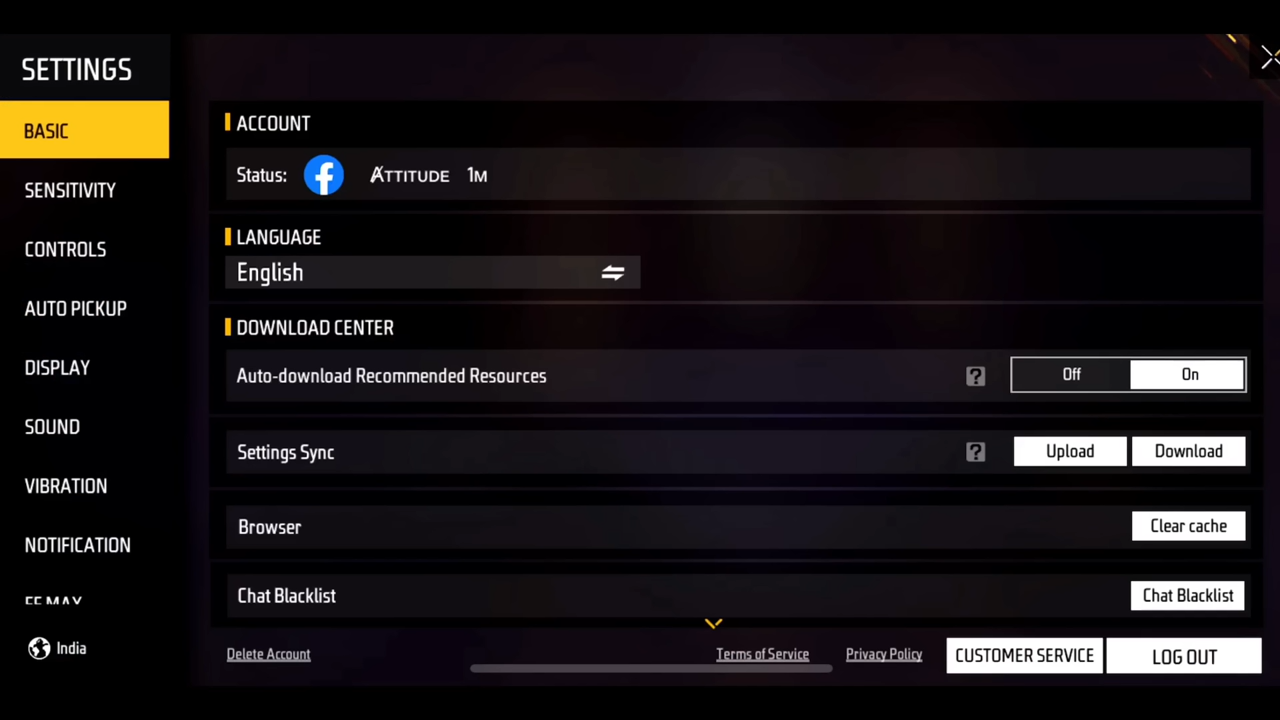 SETTINGS
BASIC
SENSITIVITY
CONTROLS
AUTO PICKUP
DISPLAY
SOUND
VIBRATION
NOTIFICATION
FF MAX
India
ACCOUNT
Status: ATTITUDE 1M
LANGUAGE
English
DOWNLOAD CENTER
Auto-download Recommended Resources ? Off On
Settings Sync ? Upload Download
Browser Clear cache
Chat Blacklist Chat Blacklist
Delete Account Terms of Service Privacy Policy CUSTOMER SERVICE LOG OUT